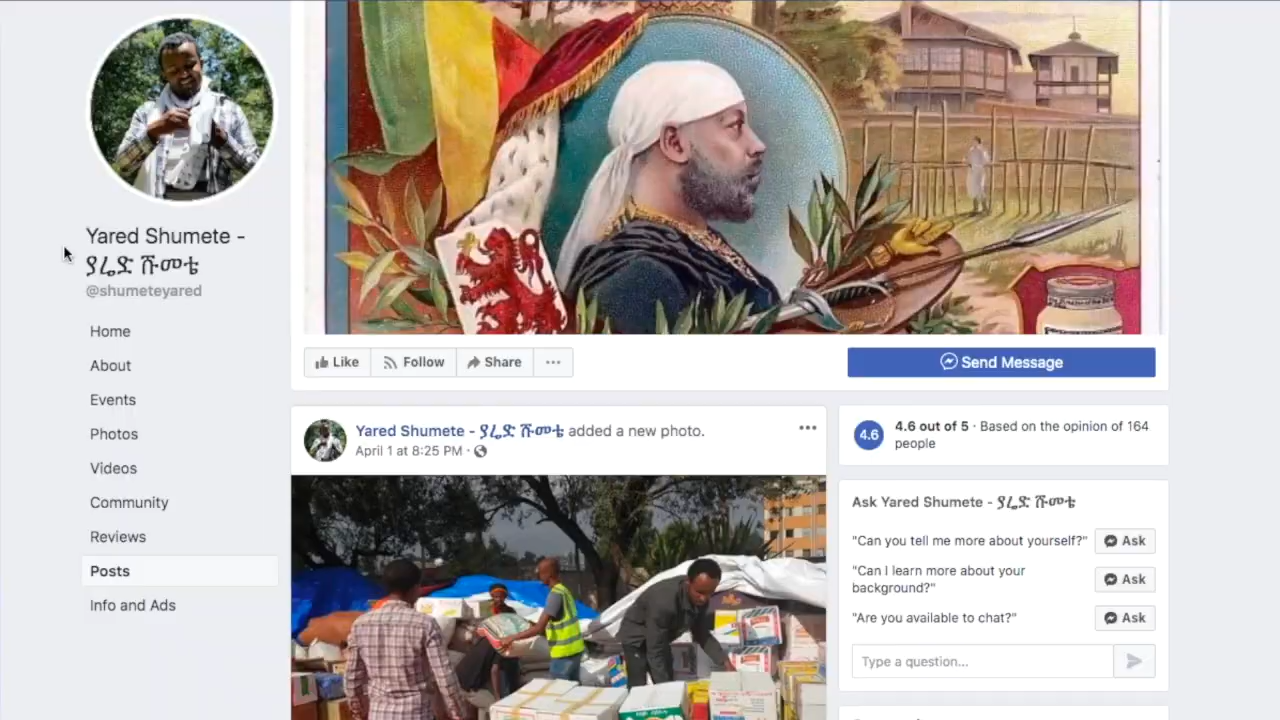 Yared Shumete -
ያሬድ ሹመቴ
@shumeteyared
Home
About
Events
Photos
Videos
Community
Reviews
Posts
Info and Ads
Like
Follow
Share
Send Message
Yared Shumete - ያሬድ ሹመቴ added a new photo.
April 1 at 8:25 PM ·
4.6
4.6 out of 5 · Based on the opinion of 164
people
Ask Yared Shumete - ያሬድ ሹመቴ
"Can you tell me more about yourself?"
Ask
"Can I learn more about your
background?"
Ask
"Are you available to chat?"
Ask
Type a question...